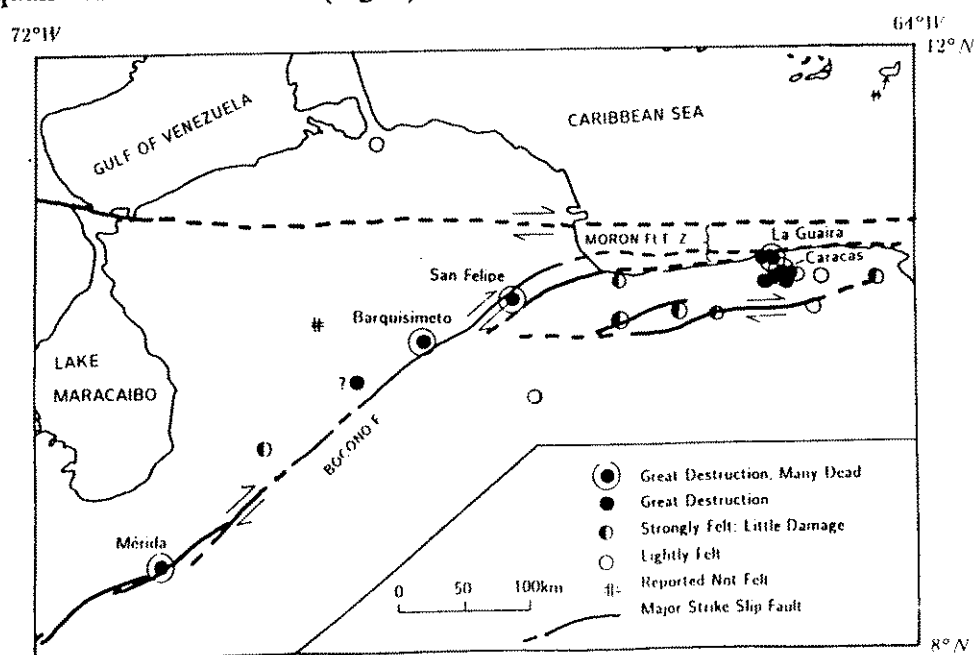 72°W
64°W
12°N
GULF OF VENEZUELA
CARIBBEAN SEA
MORON FLT. Z
La Guaira
Caracas
San Felipe
Barquisimeto
LAKE
MARACAIBO
?
BOCONO F.
Mérida
Great Destruction, Many Dead
Great Destruction
Strongly Felt: Little Damage
Lightly Felt
Reported Not Felt
Major Strike Slip Fault
0 50 100km
8°N